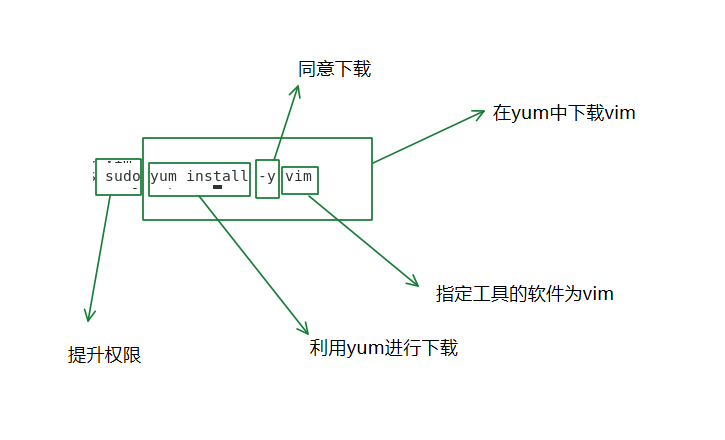 同意下载
在yum中下载vim
sudo yum install -y vim
指定工具的软件为vim
利用yum进行下载
提升权限